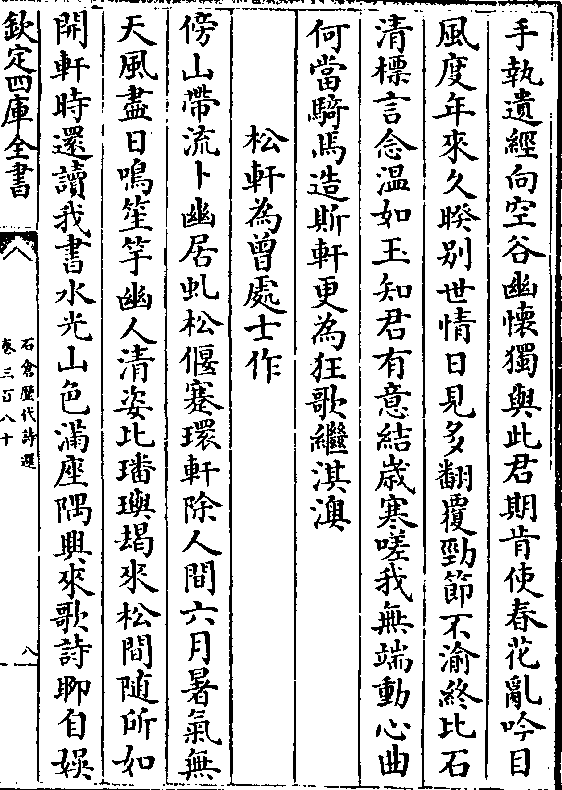 手執遺經向空谷幽懷獨與此君期肯使春花亂吟目
風度年來久暌别世情日見多翻覆勁節不渝終比石
清標言念温如玉知君有意結歳寒嗟我無端動心曲
何當騎馬造斯軒更為狂歌繼淇澳
松軒為曾處士作
傍山帶流卜幽居虬松偃蹇環軒除人間六月暑氣無
天風盡日鳴笙竽幽人清姿比璠璵朅來松間随所如
開軒時還讀我書水光山色滿座隅興來歌詩聊自娱
欽定四庫全書
石倉歴代詩選
卷三百八十
八